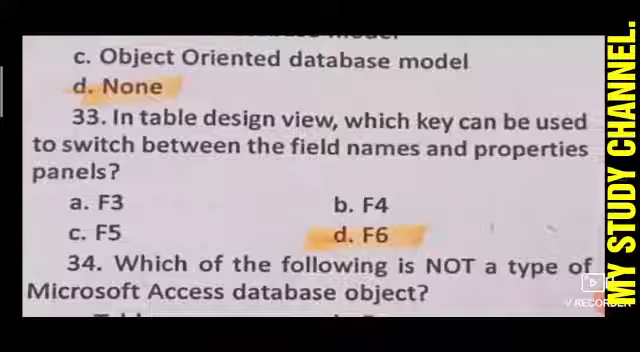 c. Object Oriented database model
d. None
33. In table design view, which key can be used
to switch between the field names and properties
panels?
a. F3
b. F4
c. F5
d. F6
34. Which of the following is NOT a type of
Microsoft Access database object?
MY STUDY CHANNEL.
V RECORDER